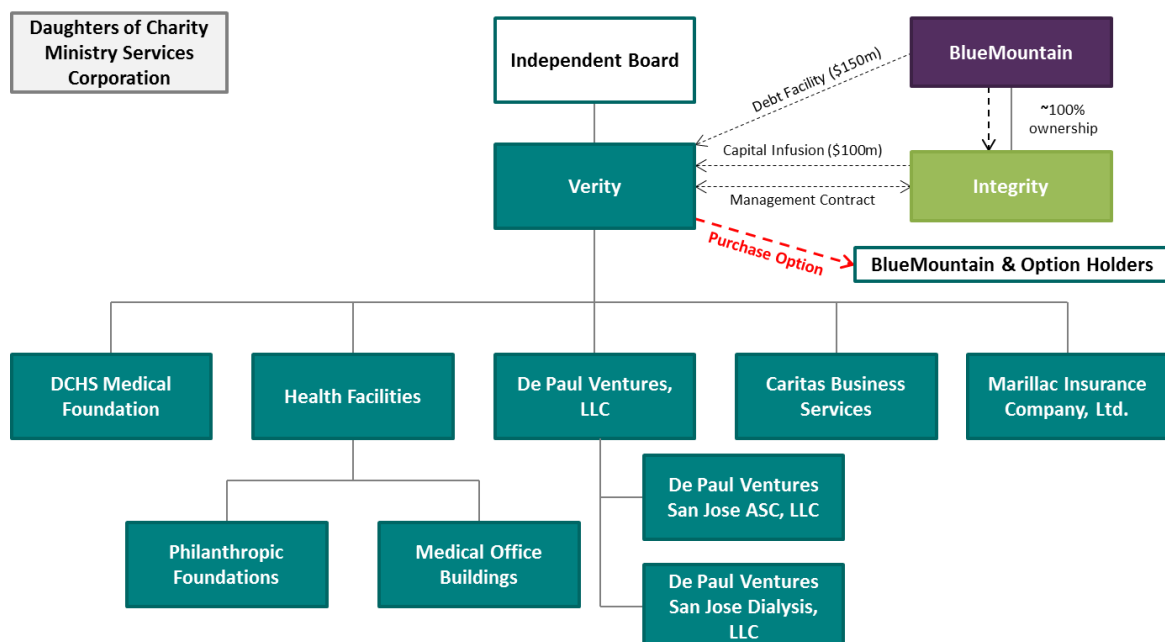 Daughters of Charity
Ministry Services
Corporation
Independent Board
BlueMountain
Debt Facility ($150m)
~100%
ownership
Capital Infusion ($100m)
Verity
Integrity
Management Contract
Purchase Option
BlueMountain & Option Holders
DCHS Medical
Foundation
Health Facilities
De Paul Ventures,
LLC
Caritas Business
Services
Marillac Insurance
Company, Ltd.
De Paul Ventures
San Jose ASC, LLC
Philanthropic
Foundations
Medical Office
Buildings
De Paul Ventures
San Jose Dialysis,
LLC